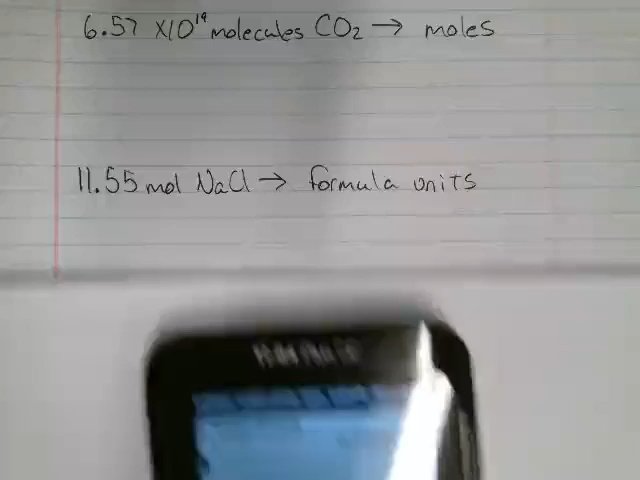 6.57 x10¹⁹ molecules CO₂ → moles
11.55 mol NaCl → formula units